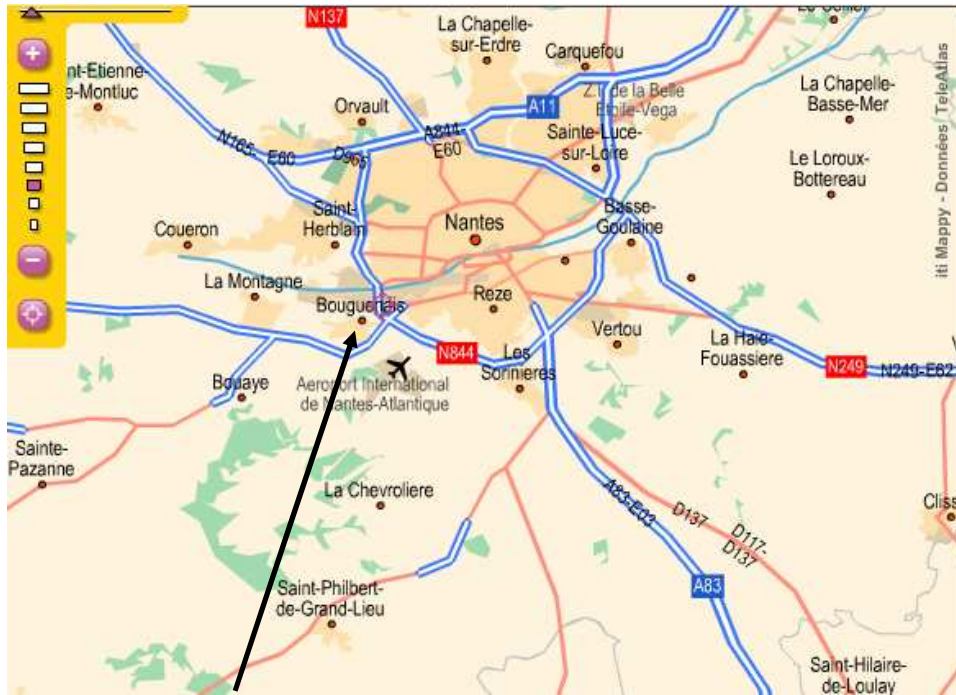 N137
La Chapelle-
sur-Erdre
Carquefou
nt-Etienne-
e-Montluc
Orvault
A11
Z.I. de la Belle
Etoile-Vega
La Chapelle-
Basse-Mer
A844-
E60
N165-
E60
D965
Sainte-Luce-
sur-Loire
Le Loroux-
Bottereau
Saint-
Herblain
Nantes
Basse-
Goulaine
Coueron
La Montagne
Bouguenais
Reze
Vertou
La Haie-
Fouassiere
N844
Les
Sorinieres
N249
N249-E62
Bouaye
Aeroport International
de Nantes-Atlantique
Sainte-
Pazanne
La Chevroliere
A83-E03
D137
D117-
D137
Cliss
A83
Saint-Philbert-
de-Grand-Lieu
Saint-Hilaire-
de-Loulay
iti Mappy - Données TeleAtlas